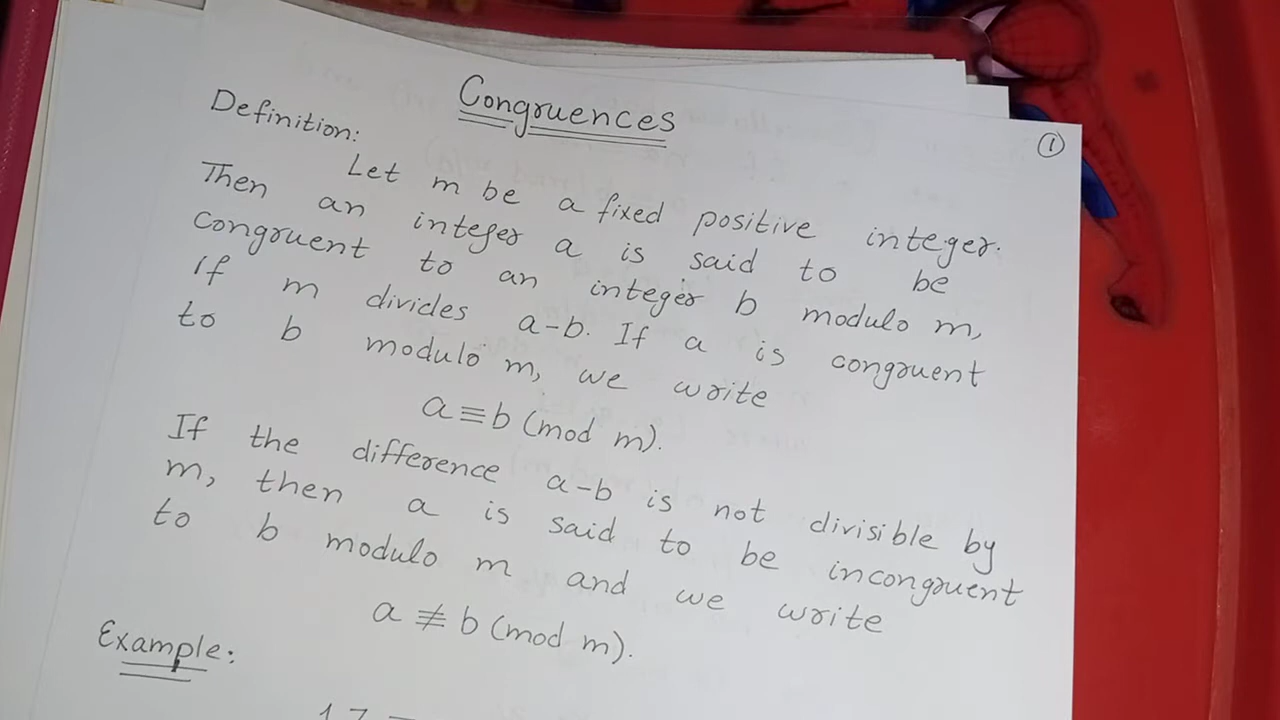 Congruences
①
Definition:
Let m be a fixed positive integer.
Then an integer a is said to be
congruent to an integer b modulo m,
If m divides a-b. If a is congruent
to b modulo m, we write
a≡b (mod m).
If the difference a-b is not divisible by
m, then a is said to be incongruent
to b modulo m and we write
a ≢ b (mod m).
Example:
17